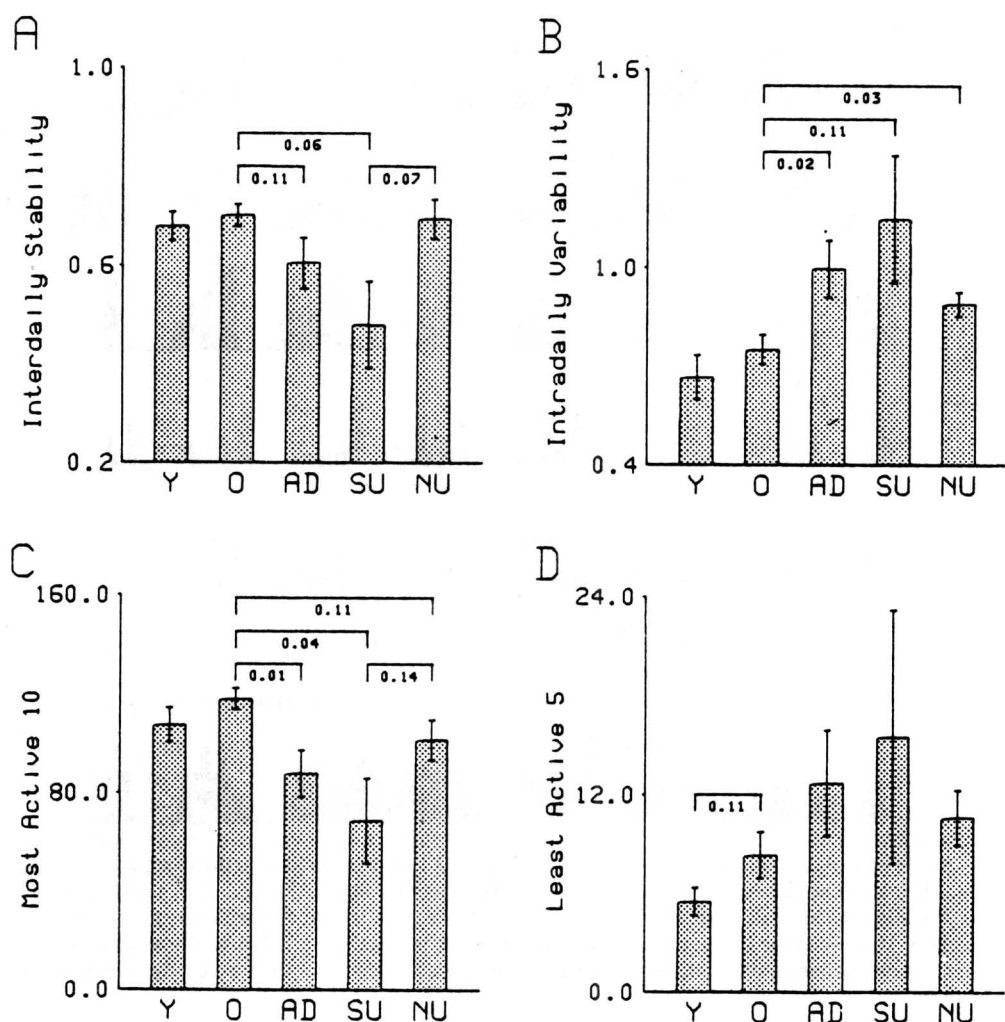 A
Interdaily Stability
1.0
0.6
0.2
0.06
0.11
0.07
Y O AD SU NU
B
Intradaily Variability
1.6
1.0
0.4
0.03
0.11
0.02
Y O AD SU NU
C
Most Active 10
160.0
80.0
0.0
0.11
0.04
0.01
0.14
Y O AD SU NU
D
Least Active 5
24.0
12.0
0.0
0.11
Y O AD SU NU